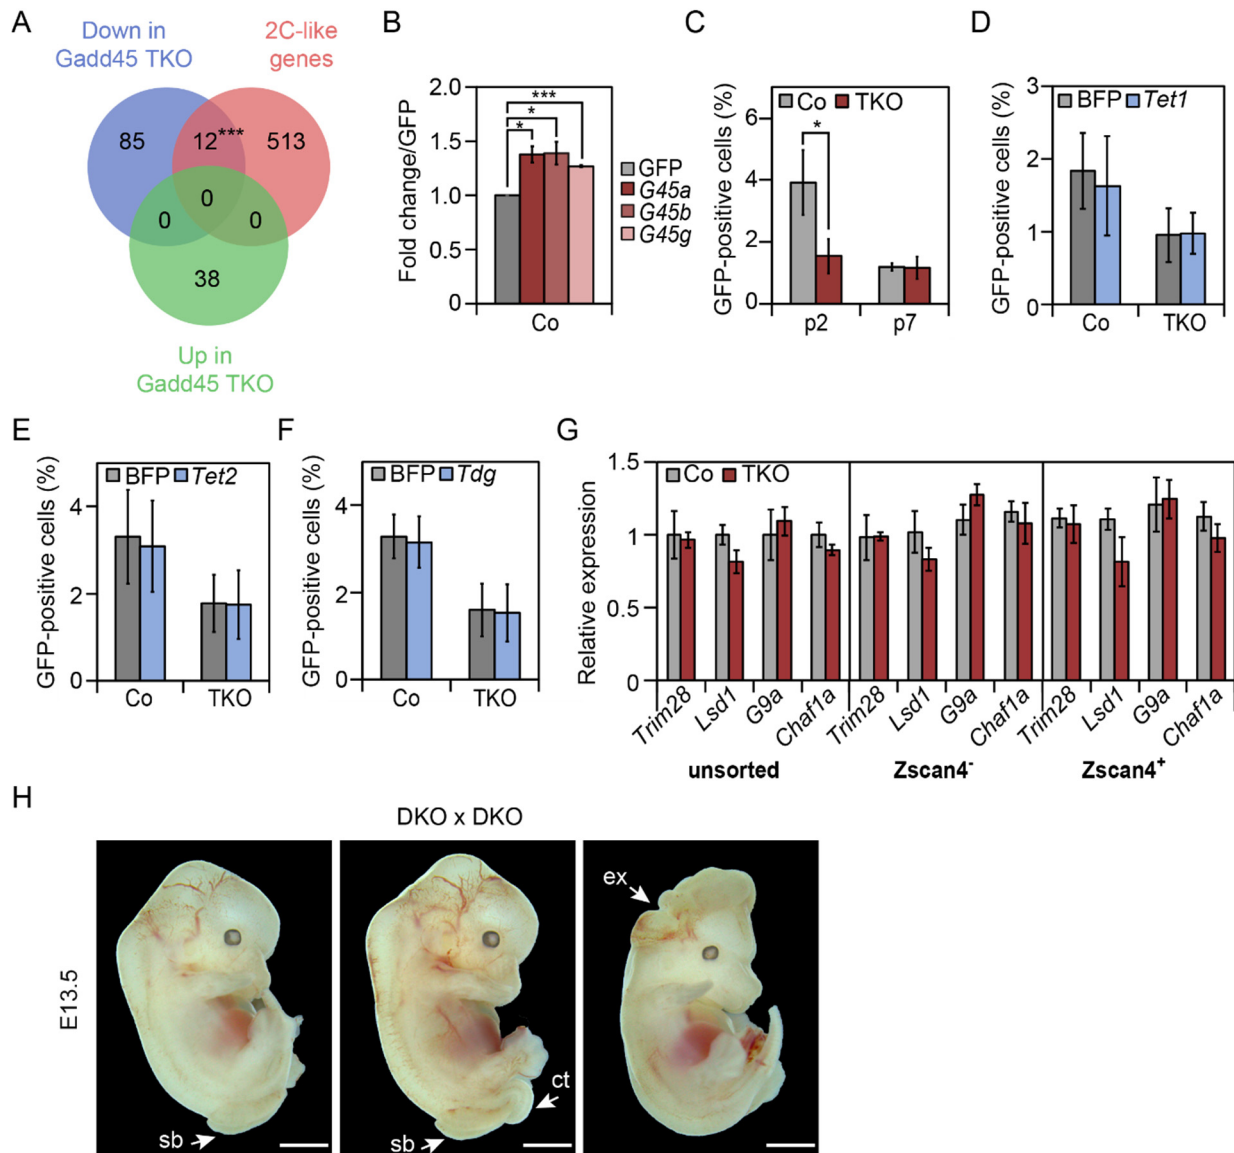 A
Down in
Gadd45 TKO
2C-like
genes
85
12***
513
0
0
0
38
Up in
Gadd45 TKO
B
Fold change/GFP
2.0
1.5
1.0
0.5
0
***
*
*
GFP
G45a
G45b
G45g
Co
C
GFP-positive cells (%)
6
4
2
0
Co TKO
*
p2 p7
D
GFP-positive cells (%)
3
2
1
0
BFP Tet1
Co TKO
E
GFP-positive cells (%)
4
2
0
BFP Tet2
Co TKO
F
GFP-positive cells (%)
4
2
0
BFP Tdg
Co TKO
G
Relative expression
1.5
1
0.5
0
Co TKO
Trim28 Lsd1 G9a Chaf1a Trim28 Lsd1 G9a Chaf1a Trim28 Lsd1 G9a Chaf1a
unsorted Zscan4- Zscan4+
H
DKO x DKO
E13.5
sb
sb
ct
ex